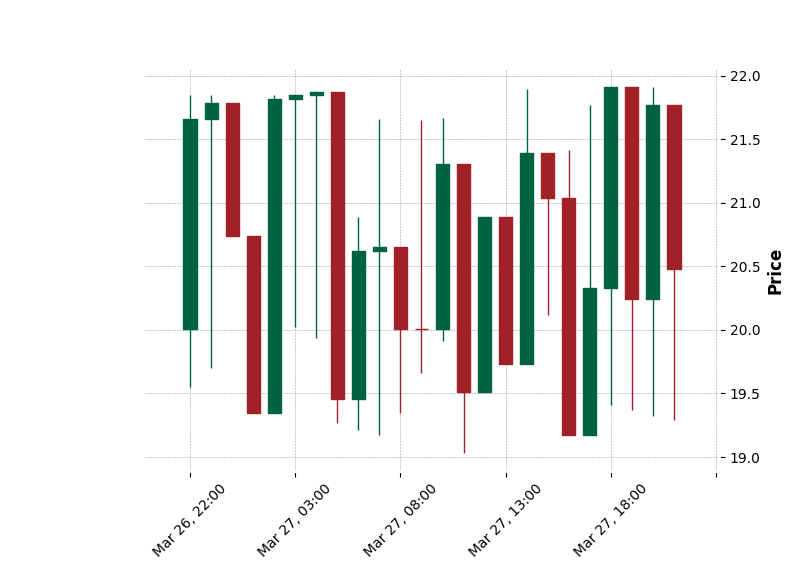 22.0
21.5
21.0
20.5
20.0
19.5
19.0
Price
Mar 26, 22:00
Mar 27, 03:00
Mar 27, 08:00
Mar 27, 13:00
Mar 27, 18:00